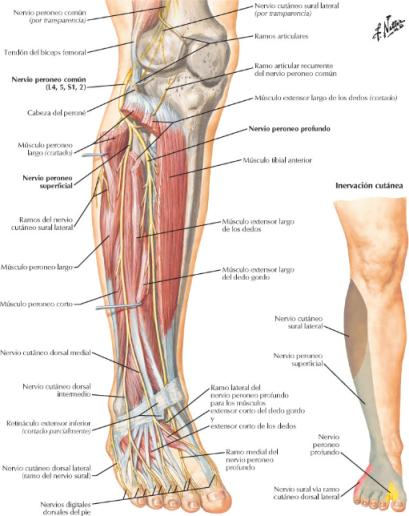 Nervio peroneo común
(por transparencia)
Tendón del bíceps femoral
Nervio peroneo común
(L4, 5, S1, 2)
Cabeza del peroné
Músculo peroneo
largo (cortado)
Nervio peroneo
superficial
Ramos del nervio
cutáneo sural lateral
Músculo peroneo largo
Músculo peroneo corto
Nervio cutáneo dorsal medial
Nervio cutáneo dorsal
intermedio
Retináculo extensor inferior
(cortado parcialmente)
Nervio cutáneo dorsal lateral
(ramo del nervio sural)
Nervios digitales
dorsales del pie
Nervio cutáneo sural lateral
(por transparencia)
Ramos articulares
Ramo articular recurrente
del nervio peroneo común
Músculo extensor largo de los dedos (cortado)
Nervio peroneo profundo
Músculo tibial anterior
Músculo extensor largo
de los dedos
Músculo extensor largo
del dedo gordo
Ramo lateral del
nervio peroneo profundo
para los músculos
extensor corto del dedo gordo
y
extensor corto de los dedos
Ramo medial del
nervio peroneo
profundo
F. Netter
Inervación cutánea
Nervio cutáneo
sural lateral
Nervio peroneo
superficial
Nervio
peroneo
profundo
Nervio sural vía ramo
cutáneo dorsal lateral